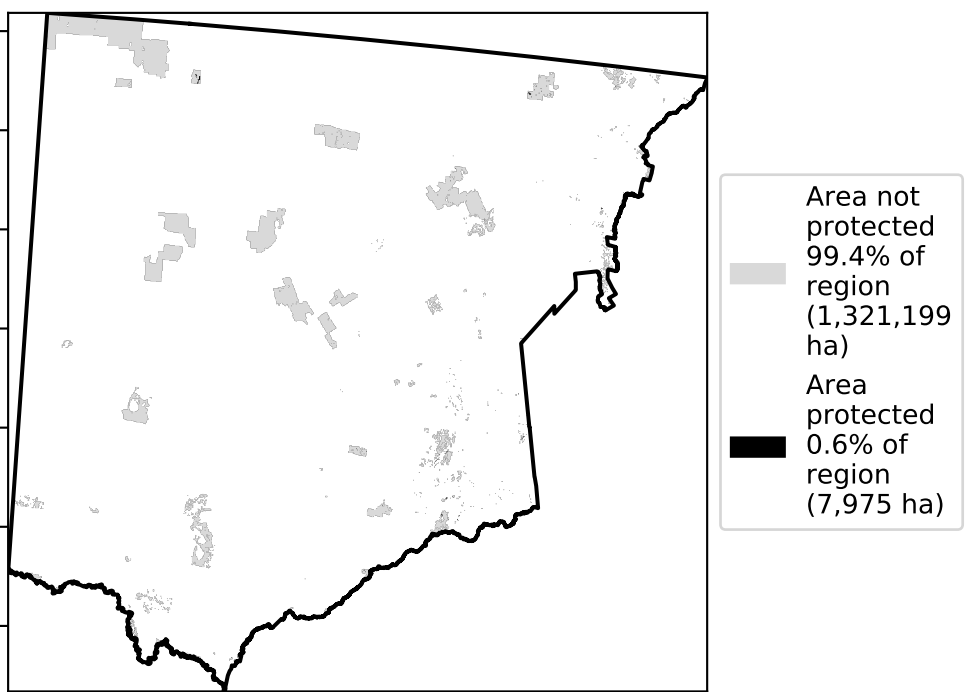 Area not
protected
99.4% of
region
(1,321,199
ha)
Area
protected
0.6% of
region
(7,975 ha)